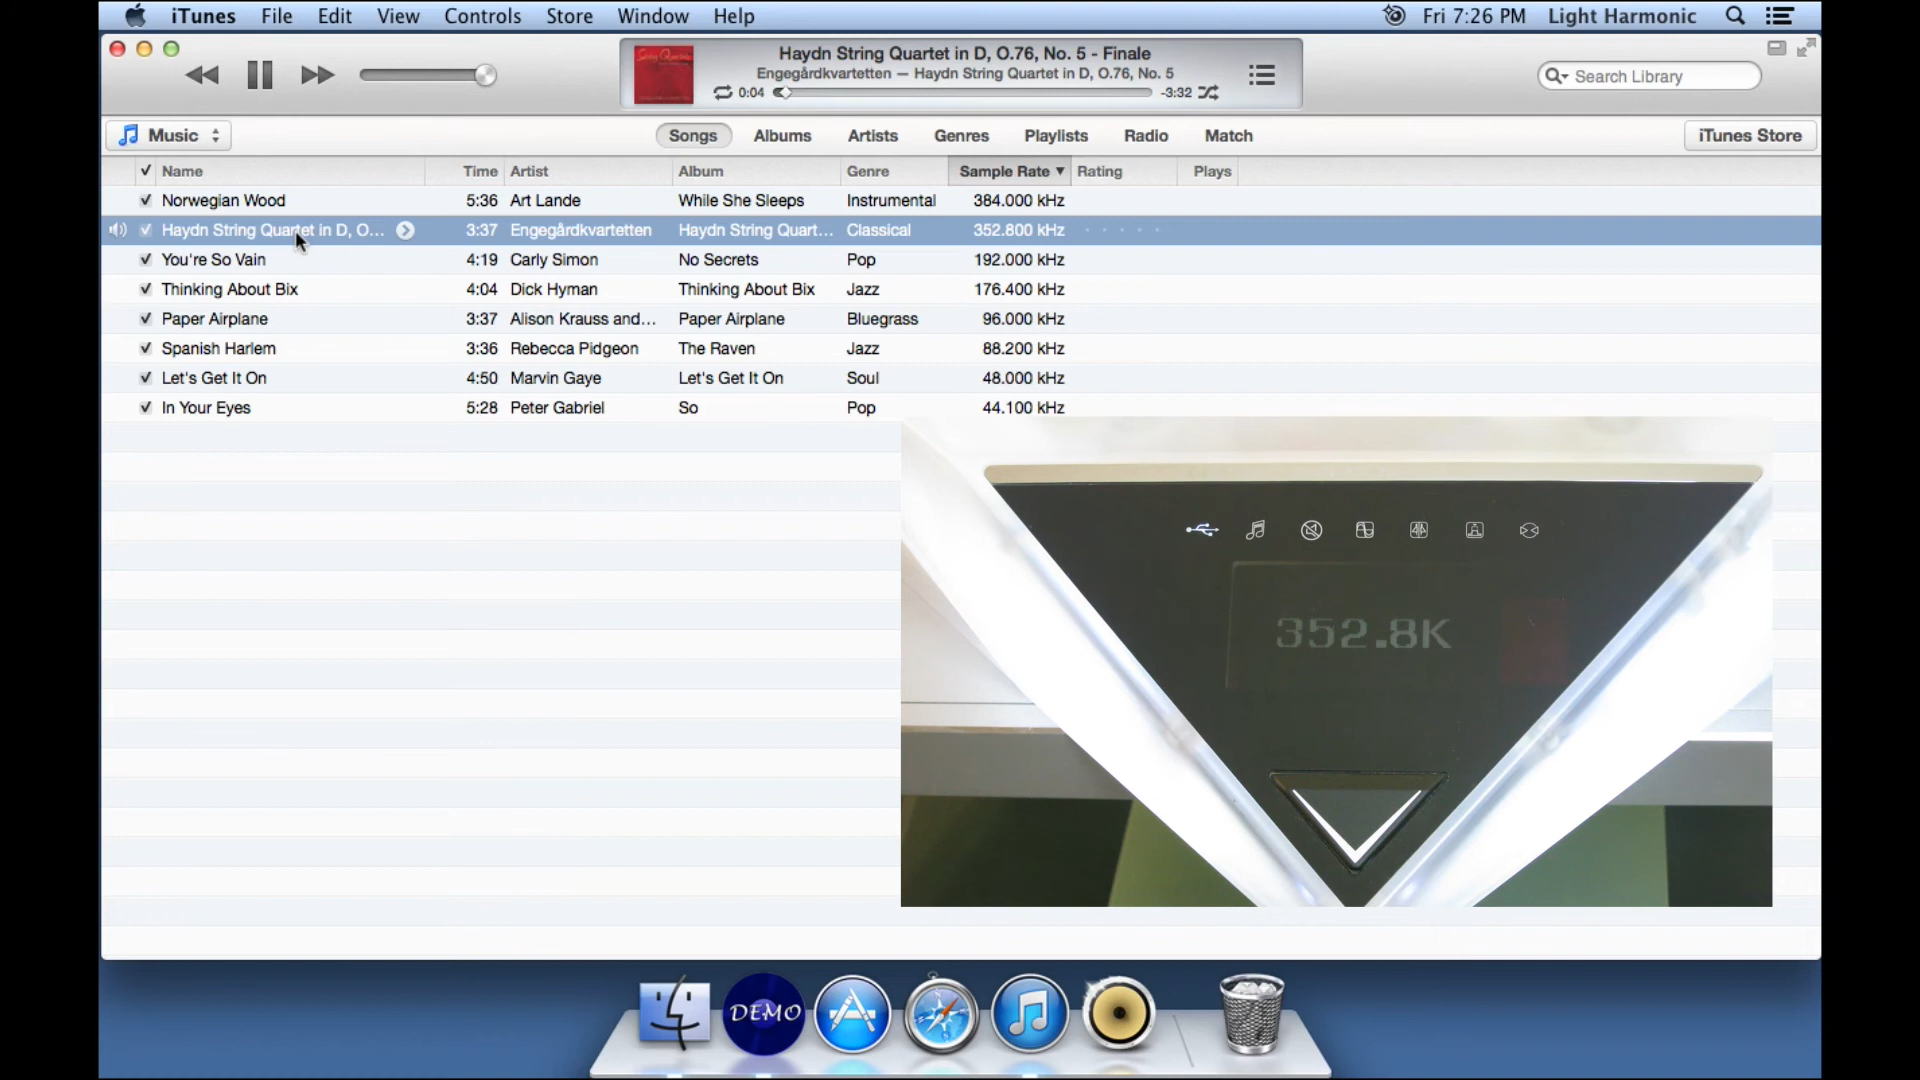 iTunes File Edit View Controls Store Window Help Fri 7:26 PM Light Harmonic
Haydn String Quartet in D, O.76, No. 5 - Finale
Engegårdkvartetten — Haydn String Quartet in D, O.76, No. 5
0:04 -3:32
Search Library
Music Songs Albums Artists Genres Playlists Radio Match iTunes Store
✓ Name Time Artist Album Genre Sample Rate ▼ Rating Plays
✓ Norwegian Wood 5:36 Art Lande While She Sleeps Instrumental 384.000 kHz
✓ Haydn String Quartet in D, O... 3:37 Engegårdkvartetten Haydn String Quart... Classical 352.800 kHz
✓ You're So Vain 4:19 Carly Simon No Secrets Pop 192.000 kHz
✓ Thinking About Bix 4:04 Dick Hyman Thinking About Bix Jazz 176.400 kHz
✓ Paper Airplane 3:37 Alison Krauss and... Paper Airplane Bluegrass 96.000 kHz
✓ Spanish Harlem 3:36 Rebecca Pidgeon The Raven Jazz 88.200 kHz
✓ Let's Get It On 4:50 Marvin Gaye Let's Get It On Soul 48.000 kHz
✓ In Your Eyes 5:28 Peter Gabriel So Pop 44.100 kHz
352.8K
DEMO